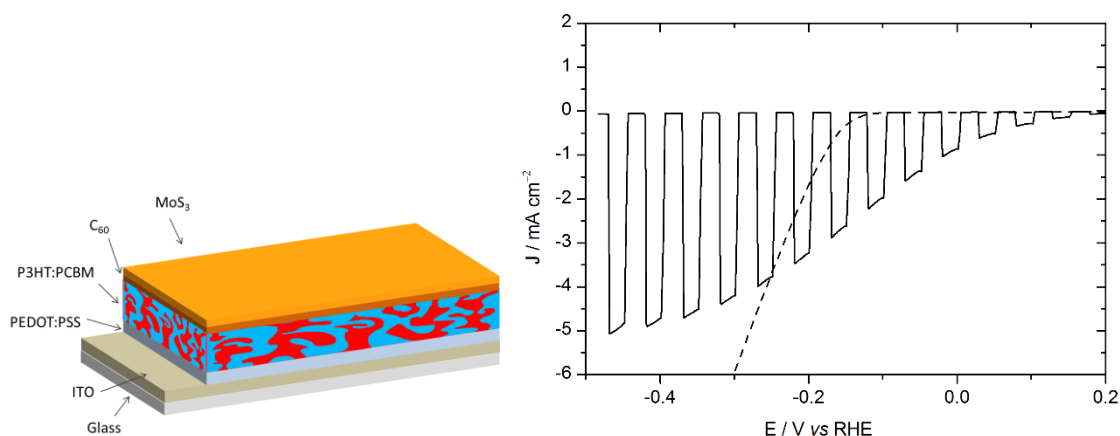 MoS₃
C₆₀
P3HT:PCBM
PEDOT:PSS
ITO
Glass
2
1
0
-1
-2
-3
-4
-5
-6
J / mA cm⁻²
-0.4
-0.2
0.0
0.2
E / V vs RHE